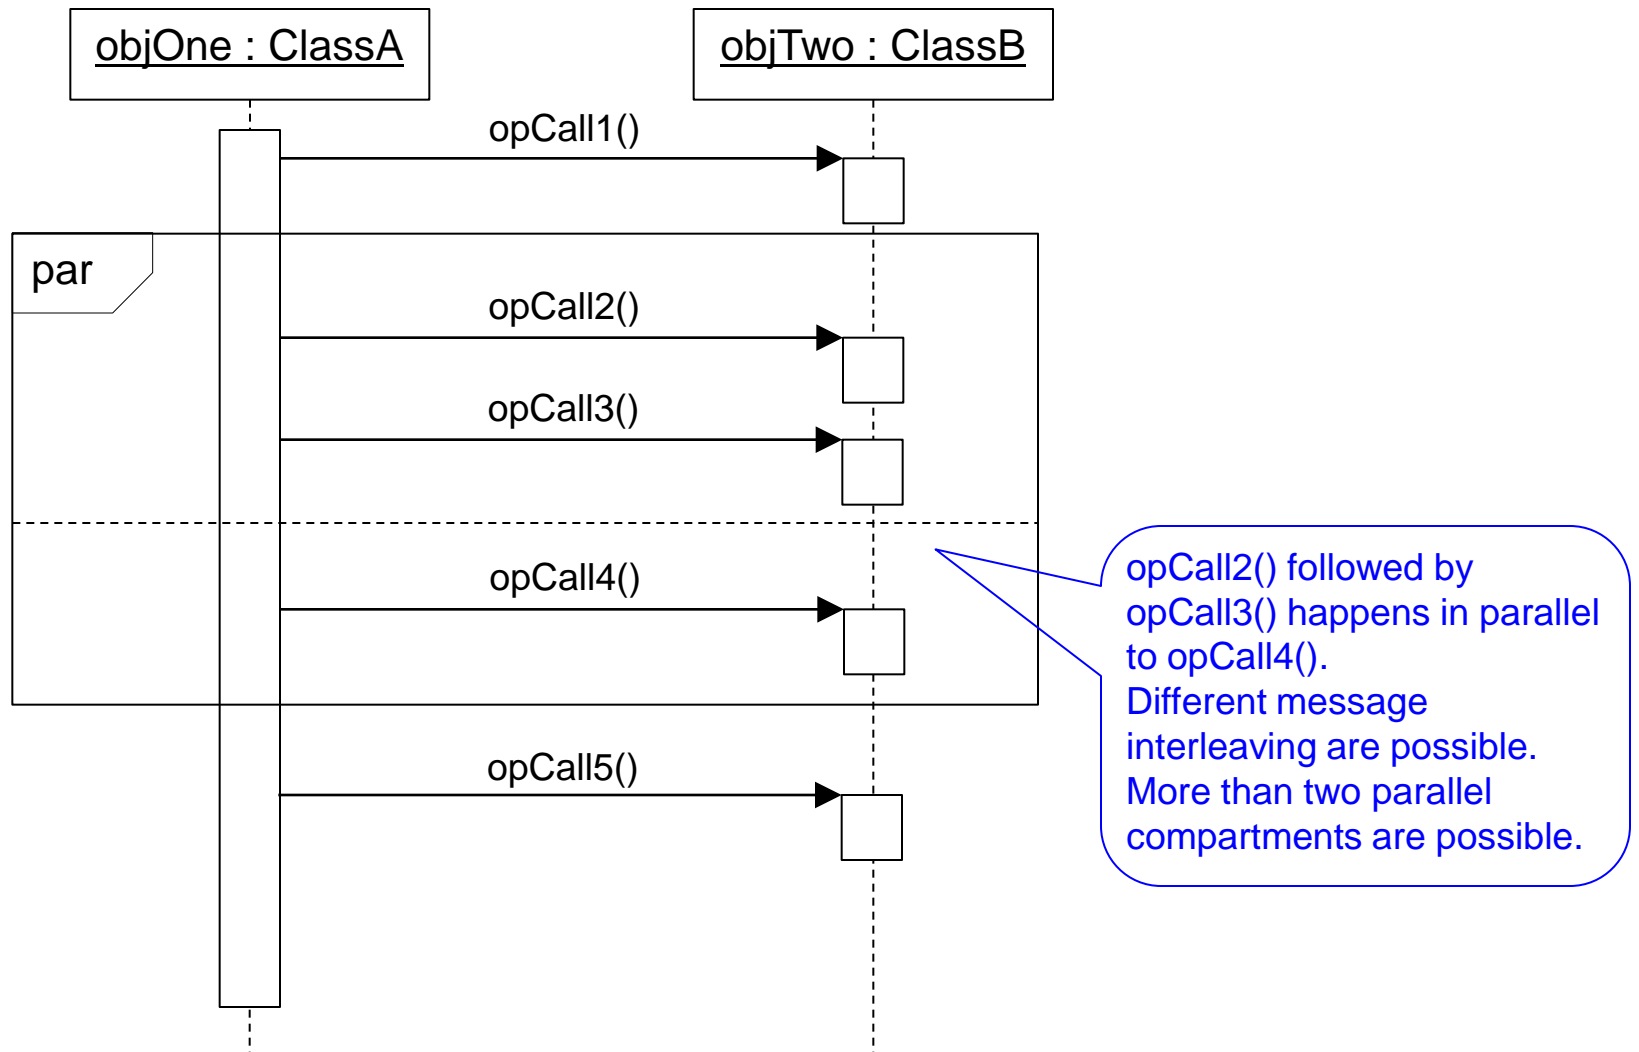 objOne : ClassA
objTwo : ClassB
opCall1()
par
opCall2()
opCall3()
opCall4()
opCall2() followed by
opCall3() happens in parallel
to opCall4().
Different message
interleaving are possible.
More than two parallel
compartments are possible.
opCall5()